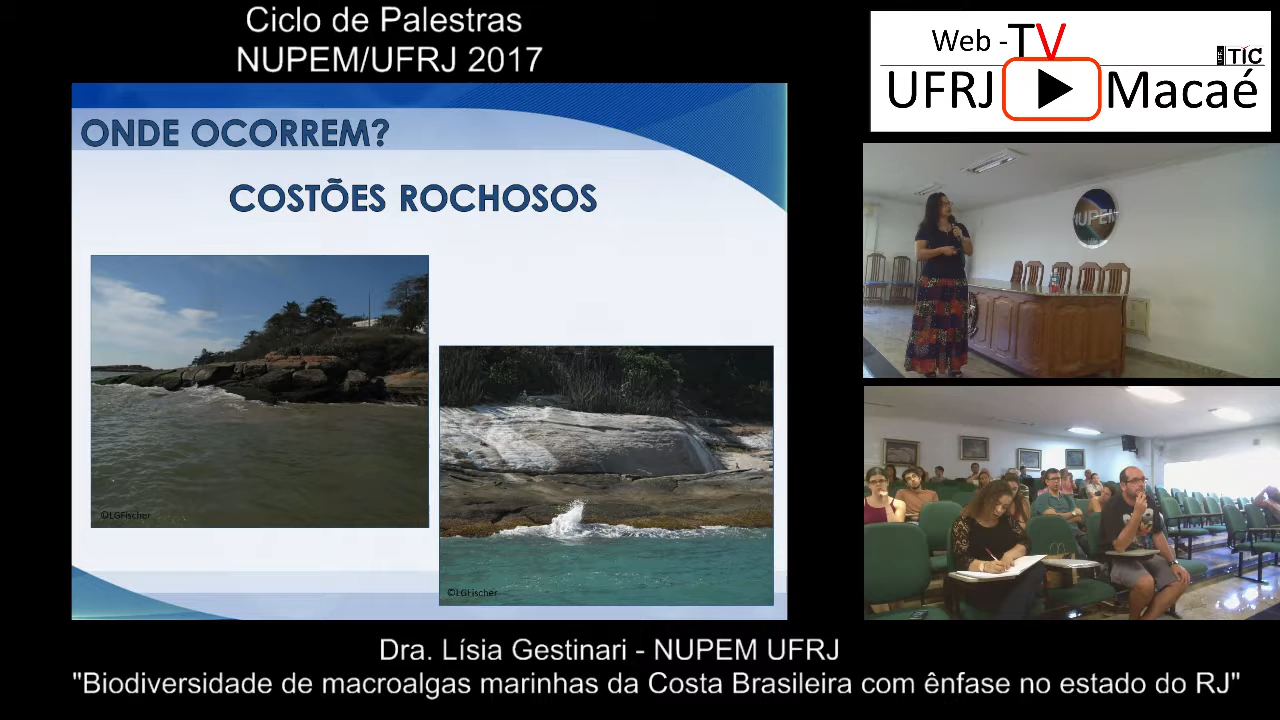 Ciclo de Palestras
NUPEM/UFRJ 2017
Web -TV
TIC
UFRJ Macaé
ONDE OCORREM?
COSTÕES ROCHOSOS
©LGFischer
©LGFischer
NUPEM
Dra. Lísia Gestinari - NUPEM UFRJ
"Biodiversidade de macroalgas marinhas da Costa Brasileira com ênfase no estado do RJ"